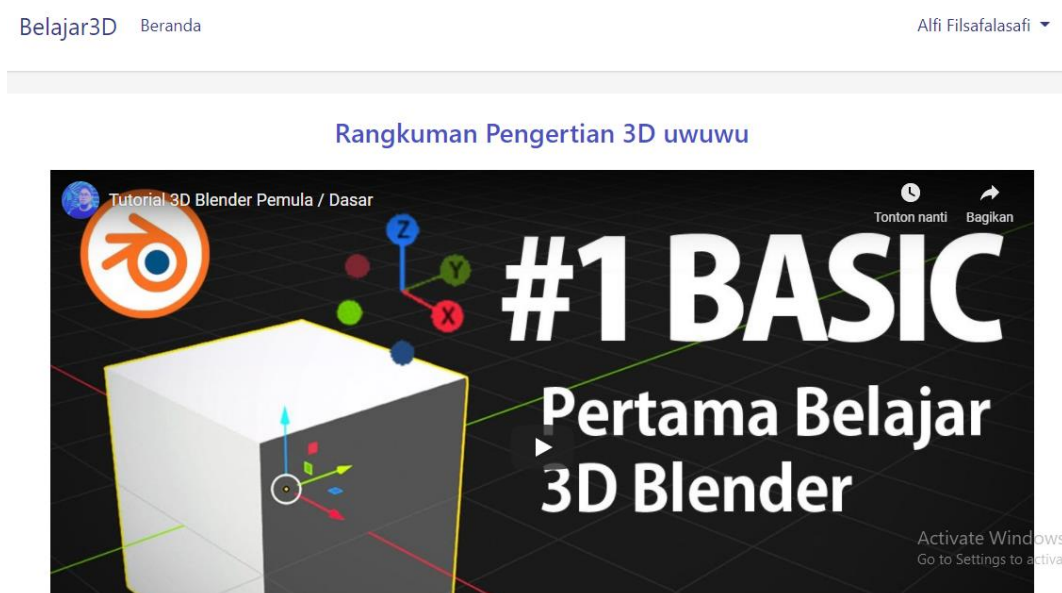 Belajar3D Beranda Alfi Filsafalasafi
Rangkuman Pengertian 3D uwuwu
Tutorial 3D Blender Pemula / Dasar
Tonton nanti Bagikan
Z
Y
X
#1 BASIC
Pertama Belajar
3D Blender
Activate Windows
Go to Settings to activa